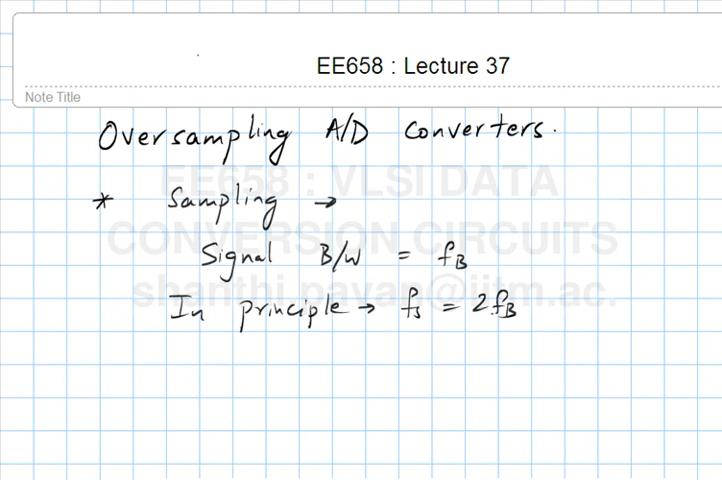 EE658 : Lecture 37
Note Title
Oversampling A/D Converters.
* Sampling →
Signal B/W = fB
In principle → fs = 2fB
EE658 : VLSI DATA
CONVERSION CIRCUITS
shanthi.pavan@iitm.ac.